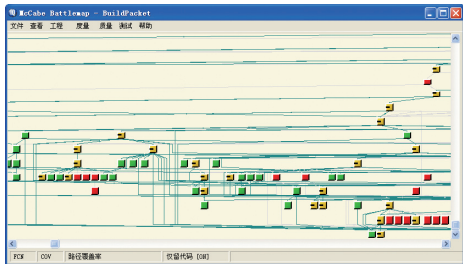 McCabe Battlemap - BuildPacket
文件 查看 工程 度量 质量 测试 帮助
FCN COV 路径覆盖率 仅留代码 [ON]